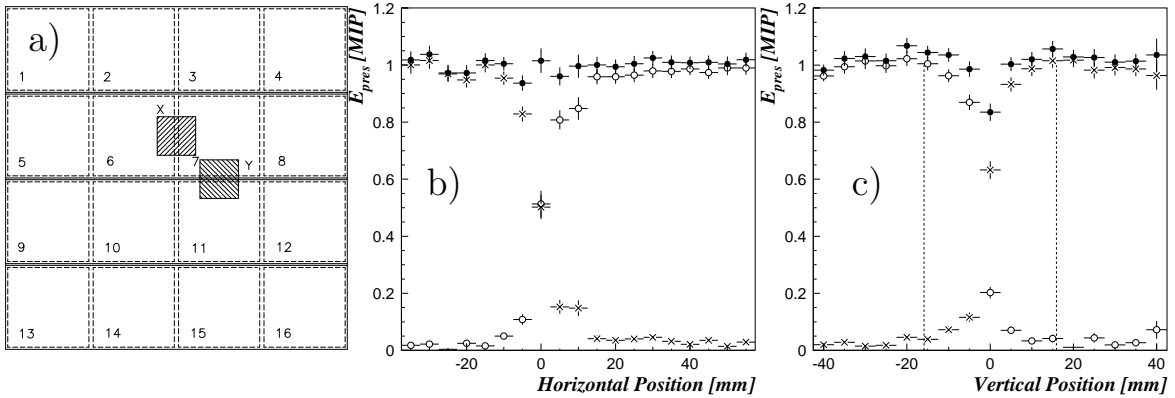 a)
1 2 3 4
X
5 6 7 8
Y
9 10 11 12
13 14 15 16
E_pres [MIP]
1.2
1
0.8
0.6
0.4
0.2
0
b)
-20 0 20 40
Horizontal Position [mm]
E_pres [MIP]
1.2
1
0.8
0.6
0.4
0.2
0
c)
-40 -20 0 20 40
Vertical Position [mm]